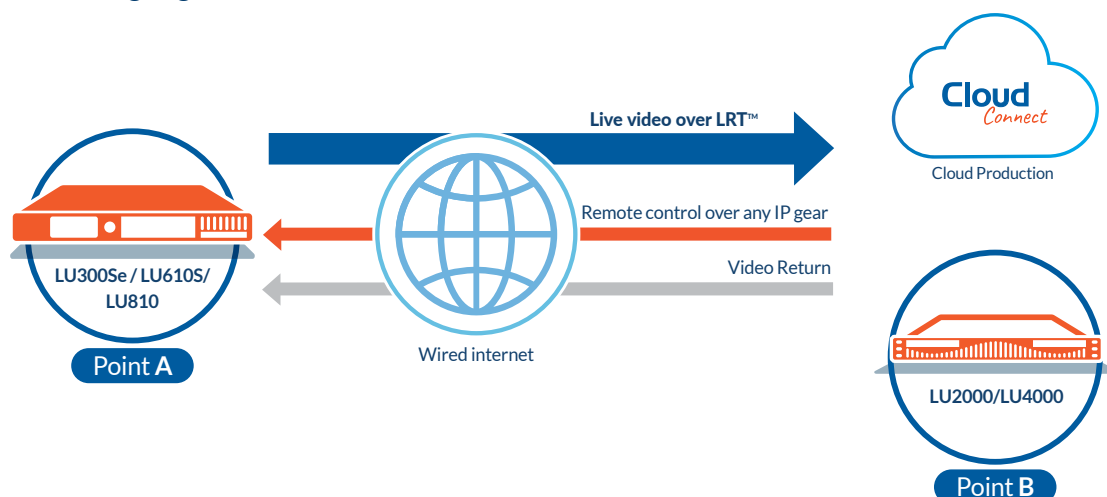 Live video over LRT™
Cloud
Connect
Cloud Production
Remote control over any IP gear
Video Return
LU300Se / LU610S/
LU810
Point A
Wired internet
LU2000/LU4000
Point B